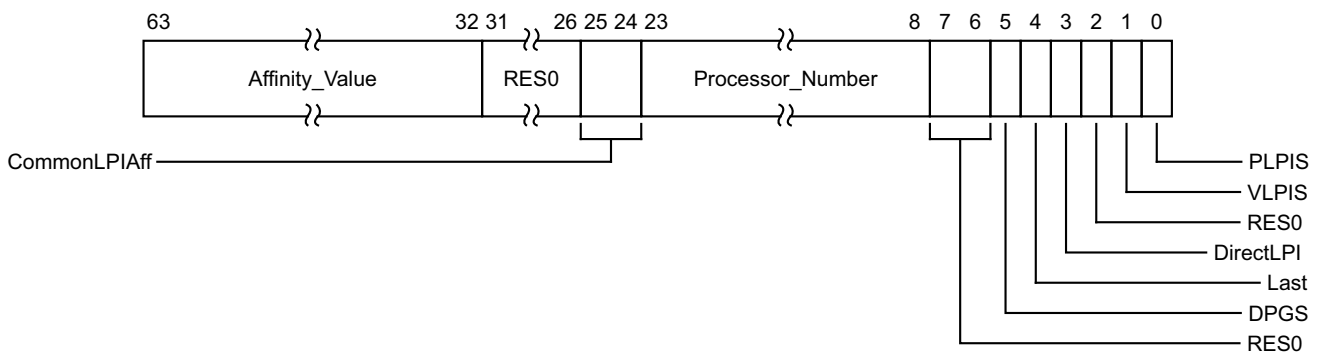 63 32 31 26 25 24 23 8 7 6 5 4 3 2 1 0
Affinity_Value RES0 Processor_Number
CommonLPIAff PLPIS
VLPIS
RES0
DirectLPI
Last
DPGS
RES0